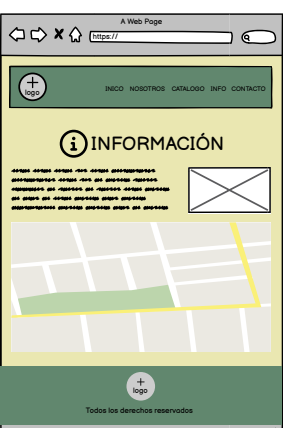 A Web Page
https://
logo
INICO NOSOTROS CATALOGO INFO CONTACTO
i INFORMACIÓN
logo
Todos los derechos reservados